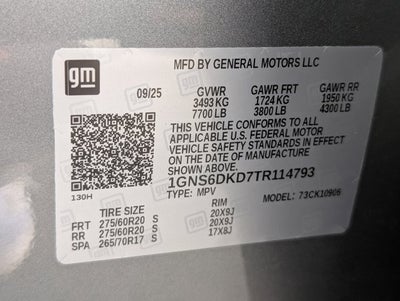 gm
MFD BY GENERAL MOTORS LLC
09/25 GVWR GAWR FRT GAWR RR
3493 KG 1724 KG 1950 KG
7700 LB 3800 LB 4300 LB
THIS VEHICLE CONFORMS TO ALL
APPLICABLE U.S. FEDERAL MOTOR
VEHICLE SAFETY STANDARDS IN EFFECT
ON THE DATE OF MANUFACTURE
SHOWN ABOVE.
1GNS6DKD7TR114793
130H TYPE: MPV MODEL: 73CK10906
TIRE SIZE RIM
FRT 275/60R20 S 20X9J
RR 275/60R20 S 20X9J
SPA 265/70R17 S 17X8J